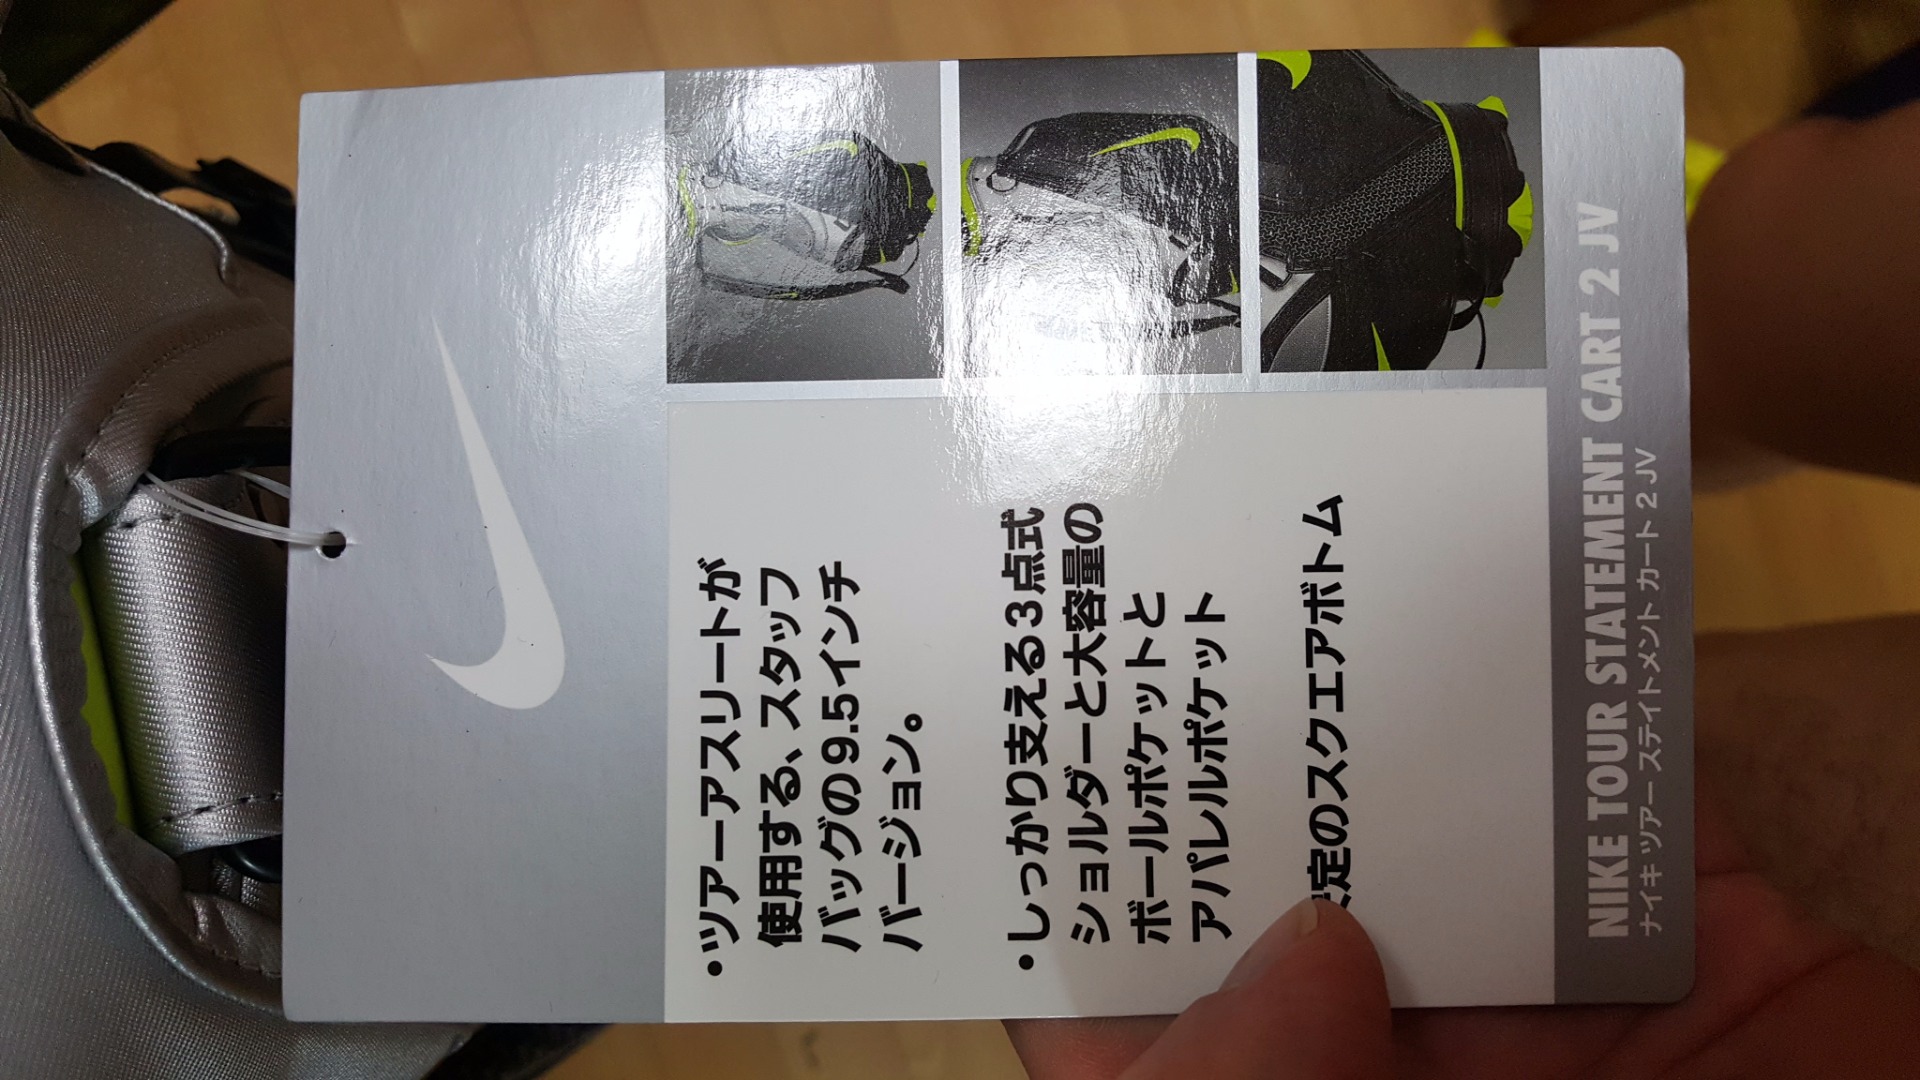 •ツアーアスリートが
使用する、スタッフ
バッグの9.5インチ
バージョン。
•しっかり支える3点式
ショルダーと大容量の
ボールポケットと
アパレルポケット
定のスクエアボトム
NIKE TOUR STATEMENT CART 2 JV
ナイキ ツアー ステイトメント カート 2 JV